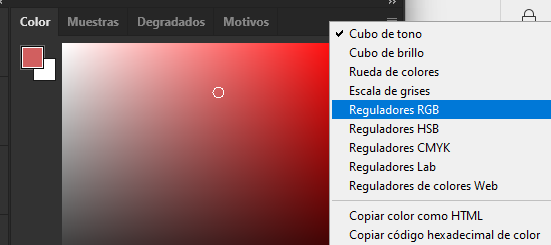 Color Muestras Degradados Motivos
Cubo de tono
Cubo de brillo
Rueda de colores
Escala de grises
Reguladores RGB
Reguladores HSB
Reguladores CMYK
Reguladores Lab
Reguladores de colores Web
Copiar color como HTML
Copiar código hexadecimal de color